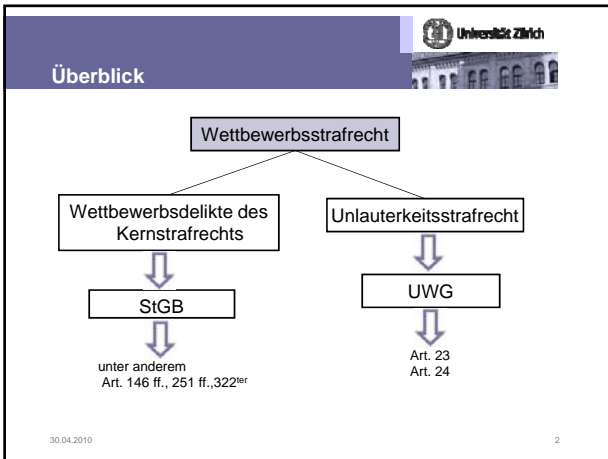 Universität Zürich
Überblick
Wettbewerbsstrafrecht
Wettbewerbsdelikte des
Kernstrafrechts
Unlauterkeitsstrafrecht
StGB
UWG
unter anderem
Art. 146 ff., 251 ff.,322ter
Art. 23
Art. 24
30.04.2010
2